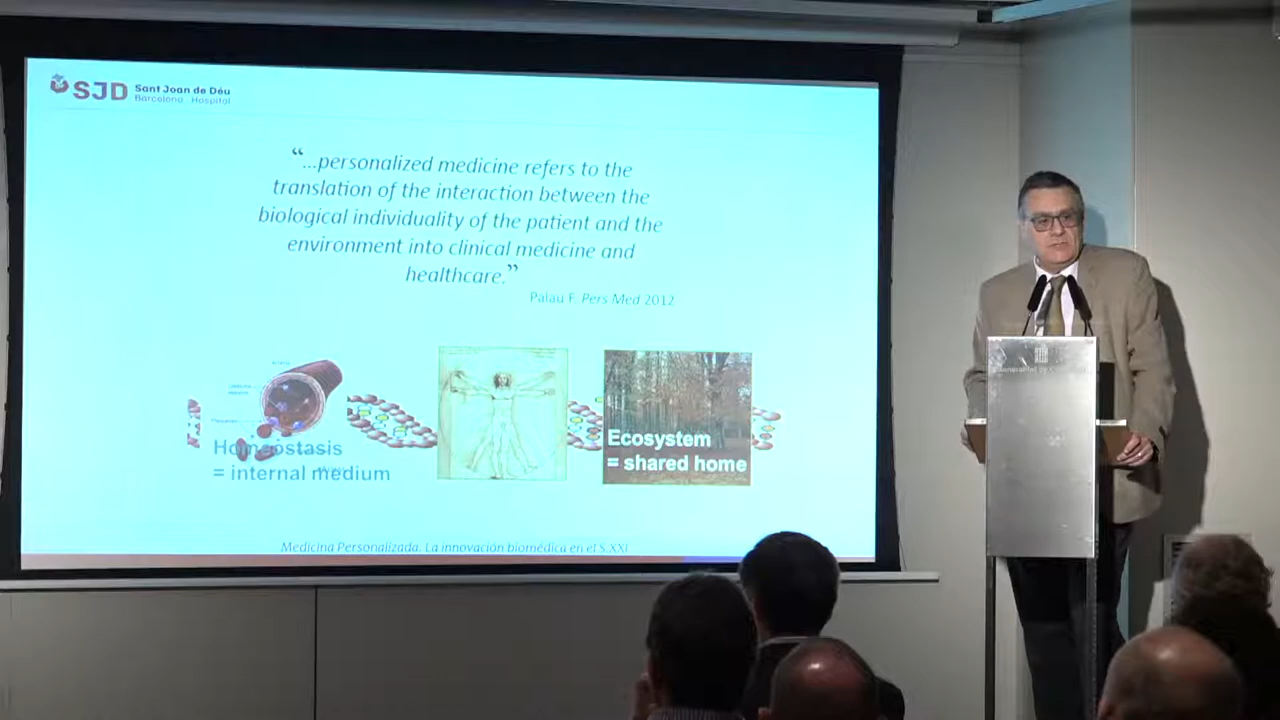 SJD
Sant Joan de Déu
Barcelona · Hospital
“...personalized medicine refers to the
translation of the interaction between the
biological individuality of the patient and the
environment into clinical medicine and
healthcare.”
Palau F. Pers Med 2012
Homeostasis
= internal medium
Ecosystem
= shared home
Medicina Personalizada. La innovación biomédica en el S.XXI